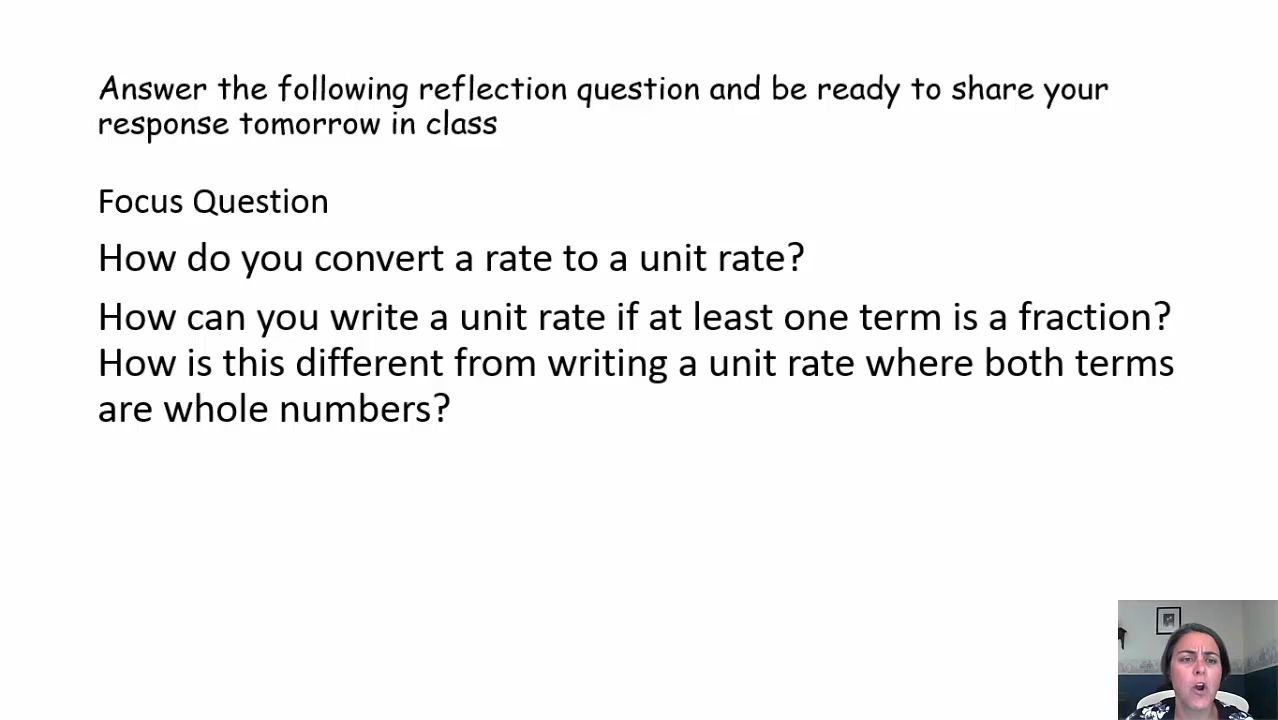 Answer the following reflection question and be ready to share your
response tomorrow in class
Focus Question
How do you convert a rate to a unit rate?
How can you write a unit rate if at least one term is a fraction?
How is this different from writing a unit rate where both terms
are whole numbers?